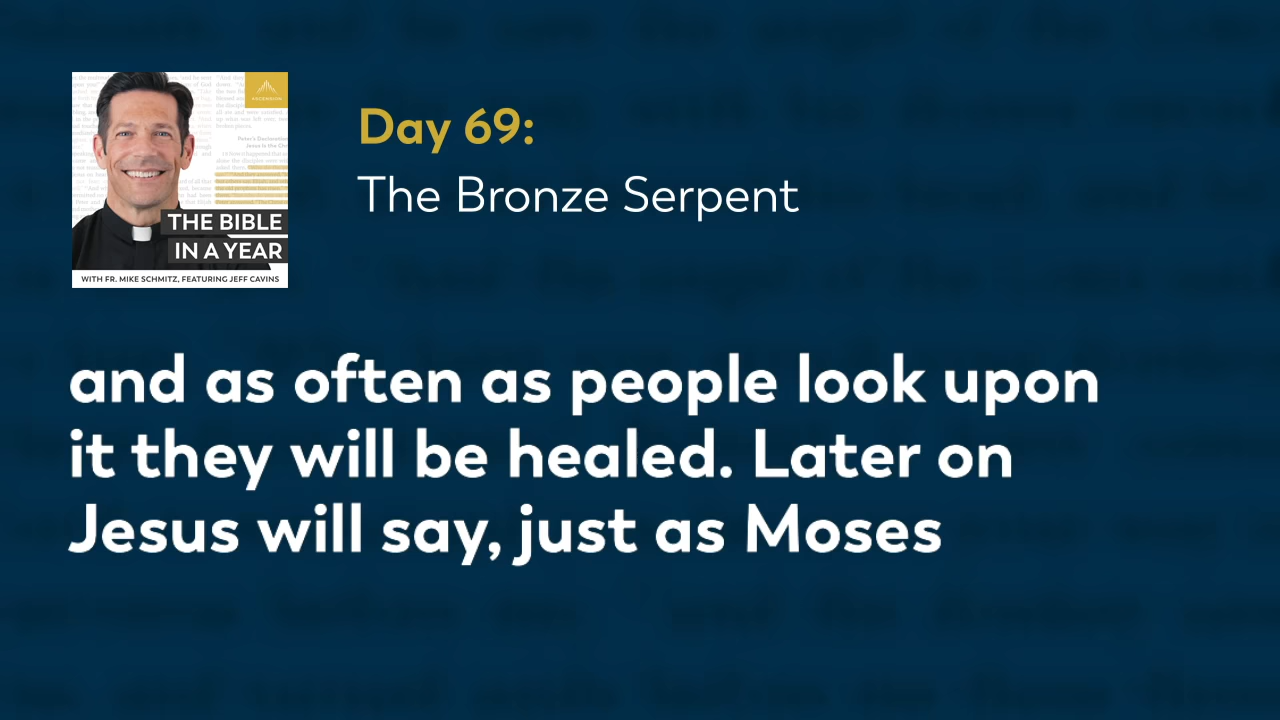 ASCENSION
THE BIBLE
IN A YEAR
WITH FR. MIKE SCHMITZ, FEATURING JEFF CAVINS
Day 69:
The Bronze Serpent
and as often as people look upon
it they will be healed. Later on
Jesus will say, just as Moses